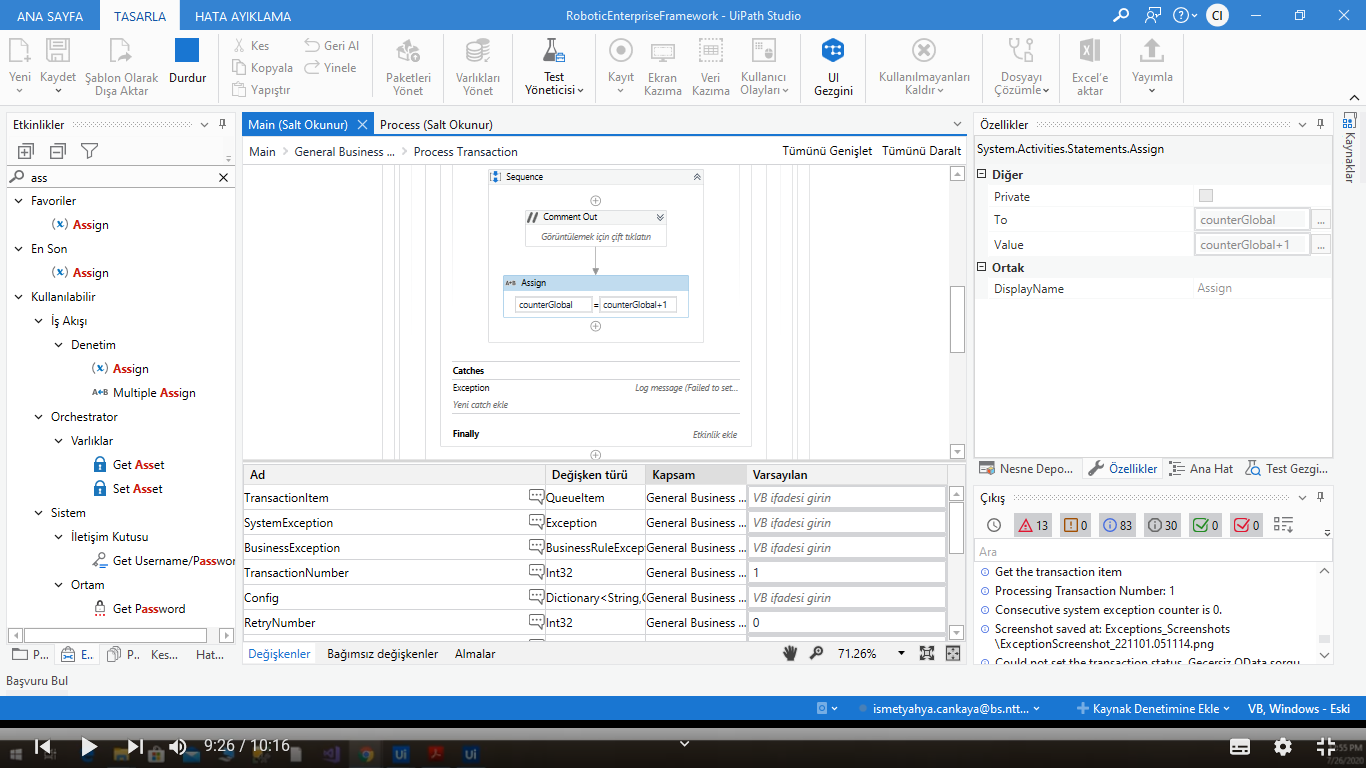 ANA SAYFA TASARLA HATA AYIKLAMA RoboticEnterpriseFramework - UiPath Studio CI
Yeni Kaydet Şablon Olarak Dışa Aktar Durdur
Kes Geri Al
Kopyala Yinele
Yapıştır
Paketleri Yönet Varlıkları Yönet Test Yöneticisi Kayıt Ekran Kazıma Veri Kazıma Kullanıcı Olayları UI Gezgini Kullanılmayanları Kaldır Dosyayı Çözümle Excel'e aktar Yayımla
Etkinlikler
ass
Favoriler
(x) Assign
En Son
(x) Assign
Kullanılabilir
İş Akışı
Denetim
(x) Assign
A+B Multiple Assign
Orchestrator
Varlıklar
Get Asset
Set Asset
Sistem
İletişim Kutusu
Get Username/Passwor
Ortam
Get Password
P... E.. P.. Kes... Hat...
Main (Salt Okunur) Process (Salt Okunur)
Main > General Business ... > Process Transaction Tümünü Genişlet Tümünü Daralt
Sequence
// Comment Out
Görüntülemek için çift tıklatın
A+B Assign
counterGlobal = counterGlobal+1
Catches
Exception Log message (Failed to set...
Yeni catch ekle
Finally Etkinlik ekle
Ad Değişken türü Kapsam Varsayılan
TransactionItem QueueItem General Business ... VB ifadesi girin
SystemException Exception General Business ... VB ifadesi girin
BusinessException BusinessRuleExcep General Business ... VB ifadesi girin
TransactionNumber Int32 General Business ... 1
Config Dictionary<String,O General Business ... VB ifadesi girin
RetryNumber Int32 General Business ... 0
Değişkenler Bağımsız değişkenler Almalar 71.26%
Özellikler
System.Activities.Statements.Assign
Diğer
Private
To counterGlobal ...
Value counterGlobal+1 ...
Ortak
DisplayName Assign
Nesne Depo... Özellikler Ana Hat Test Gezgi...
Kaynaklar
Çıkış
13 0 83 30 0 0
Ara
Get the transaction item
Processing Transaction Number: 1
Consecutive system exception counter is 0.
Screenshot saved at: Exceptions_Screenshots
\ExceptionScreenshot_221101.051114.png
Could not set the transaction status. Geçersiz OData sorgu
Başvuru Bul
ismetyahya.cankaya@bs.ntt... Kaynak Denetimine Ekle VB, Windows - Eski
9:26 / 10:16
7/26/2020